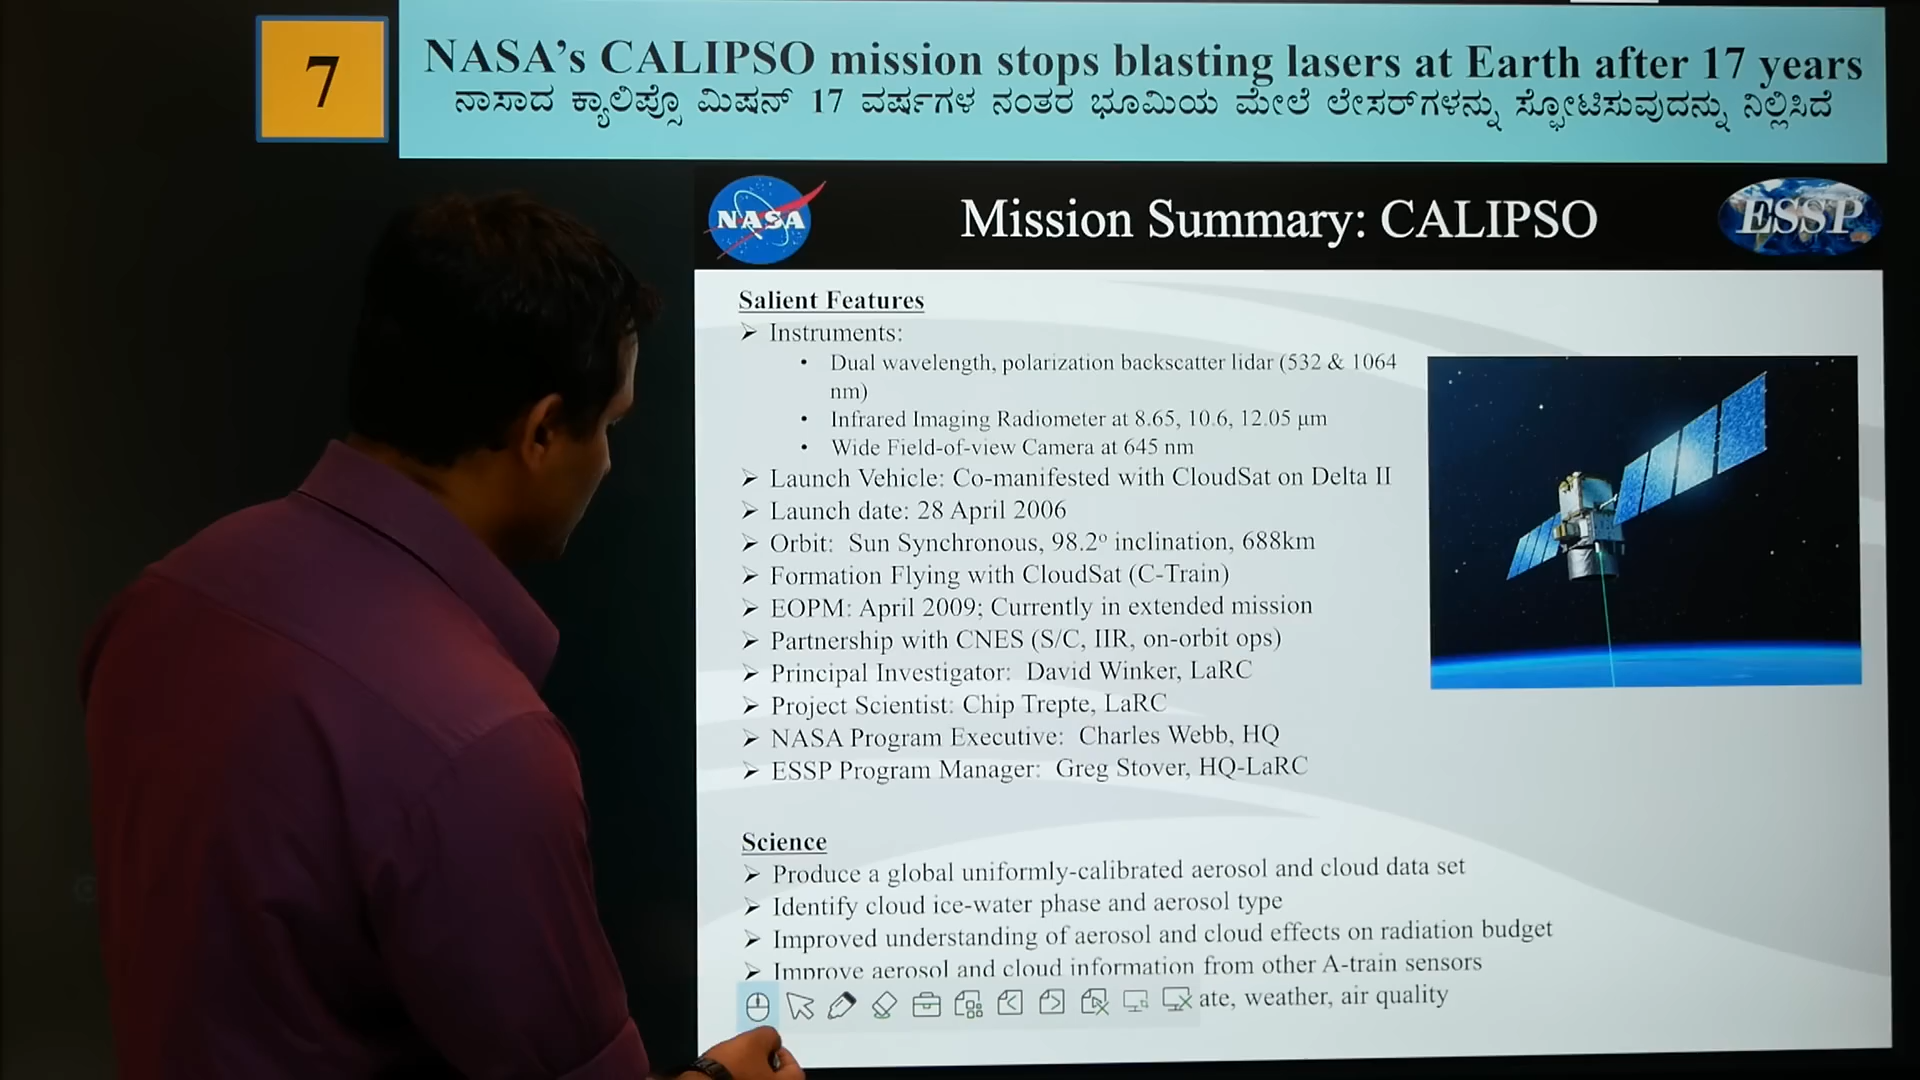 7
NASA's CALIPSO mission stops blasting lasers at Earth after 17 years
ನಾಸಾದ ಕ್ಯಾಲಿಪ್ಸೊ ಮಿಷನ್ 17 ವರ್ಷಗಳ ನಂತರ ಭೂಮಿಯ ಮೇಲೆ ಲೇಸರ್‌ಗಳನ್ನು ಸ್ಫೋಟಿಸುವುದನ್ನು ನಿಲ್ಲಿಸಿದೆ
NASA
Mission Summary: CALIPSO
ESSP
Salient Features
➢ Instruments:
• Dual wavelength, polarization backscatter lidar (532 & 1064
nm)
• Infrared Imaging Radiometer at 8.65, 10.6, 12.05 μm
• Wide Field-of-view Camera at 645 nm
➢ Launch Vehicle: Co-manifested with CloudSat on Delta II
➢ Launch date: 28 April 2006
➢ Orbit: Sun Synchronous, 98.2º inclination, 688km
➢ Formation Flying with CloudSat (C-Train)
➢ EOPM: April 2009; Currently in extended mission
➢ Partnership with CNES (S/C, IIR, on-orbit ops)
➢ Principal Investigator: David Winker, LaRC
➢ Project Scientist: Chip Trepte, LaRC
➢ NASA Program Executive: Charles Webb, HQ
➢ ESSP Program Manager: Greg Stover, HQ-LaRC
Science
➢ Produce a global uniformly-calibrated aerosol and cloud data set
➢ Identify cloud ice-water phase and aerosol type
➢ Improved understanding of aerosol and cloud effects on radiation budget
➢ Improve aerosol and cloud information from other A-train sensors
ate, weather, air quality